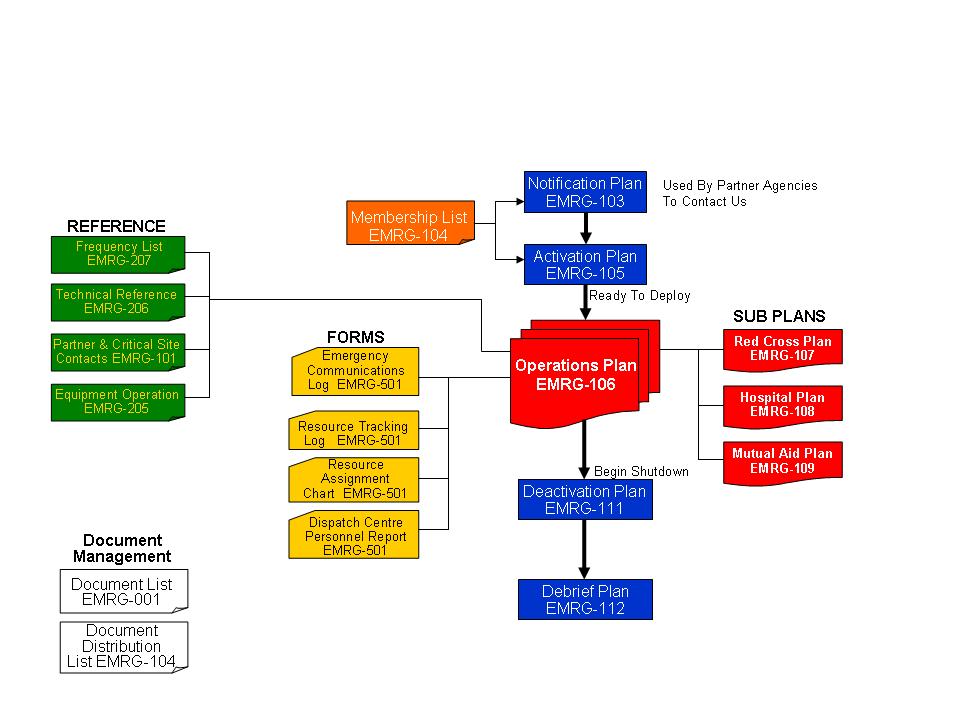 Notification Plan
EMRG-103
Used By Partner Agencies
To Contact Us
Membership List
EMRG-104
REFERENCE
Frequency List
EMRG-207
Activation Plan
EMRG-105
Technical Reference
EMRG-206
Ready To Deploy
SUB PLANS
Partner & Critical Site
Contacts EMRG-101
FORMS
Red Cross Plan
EMRG-107
Emergency
Communications
Log EMRG-501
Operations Plan
EMRG-106
Equipment Operation
EMRG-205
Hospital Plan
EMRG-108
Resource Tracking
Log EMRG-501
Mutual Aid Plan
EMRG-109
Resource
Assignment
Chart EMRG-501
Begin Shutdown
Deactivation Plan
EMRG-111
Dispatch Centre
Personnel Report
EMRG-501
Document
Management
Document List
EMRG-001
Debrief Plan
EMRG-112
Document
Distribution
List EMRG-104